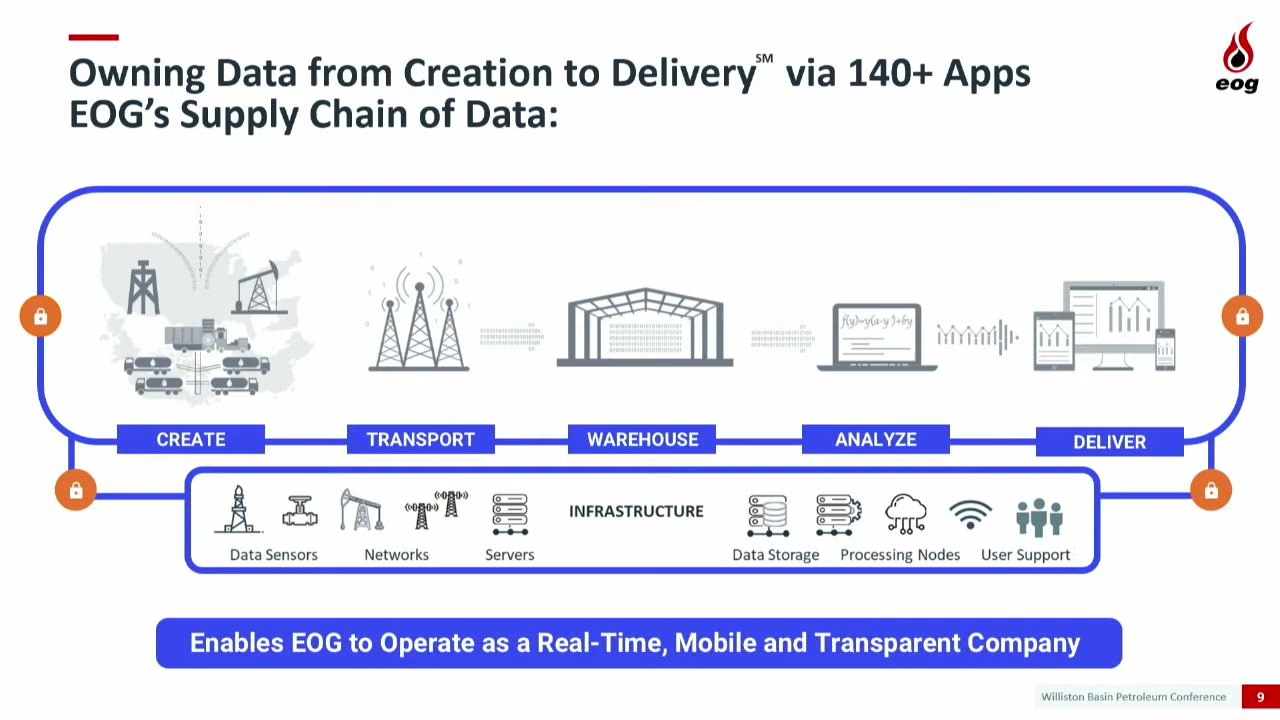 Owning Data from Creation to Delivery℠ via 140+ Apps
EOG's Supply Chain of Data:
eog
f(y)=y(a-y²)+by
CREATE
TRANSPORT
WAREHOUSE
ANALYZE
DELIVER
INFRASTRUCTURE
Data Sensors
Networks
Servers
Data Storage
Processing Nodes
User Support
Enables EOG to Operate as a Real-Time, Mobile and Transparent Company
Williston Basin Petroleum Conference
9